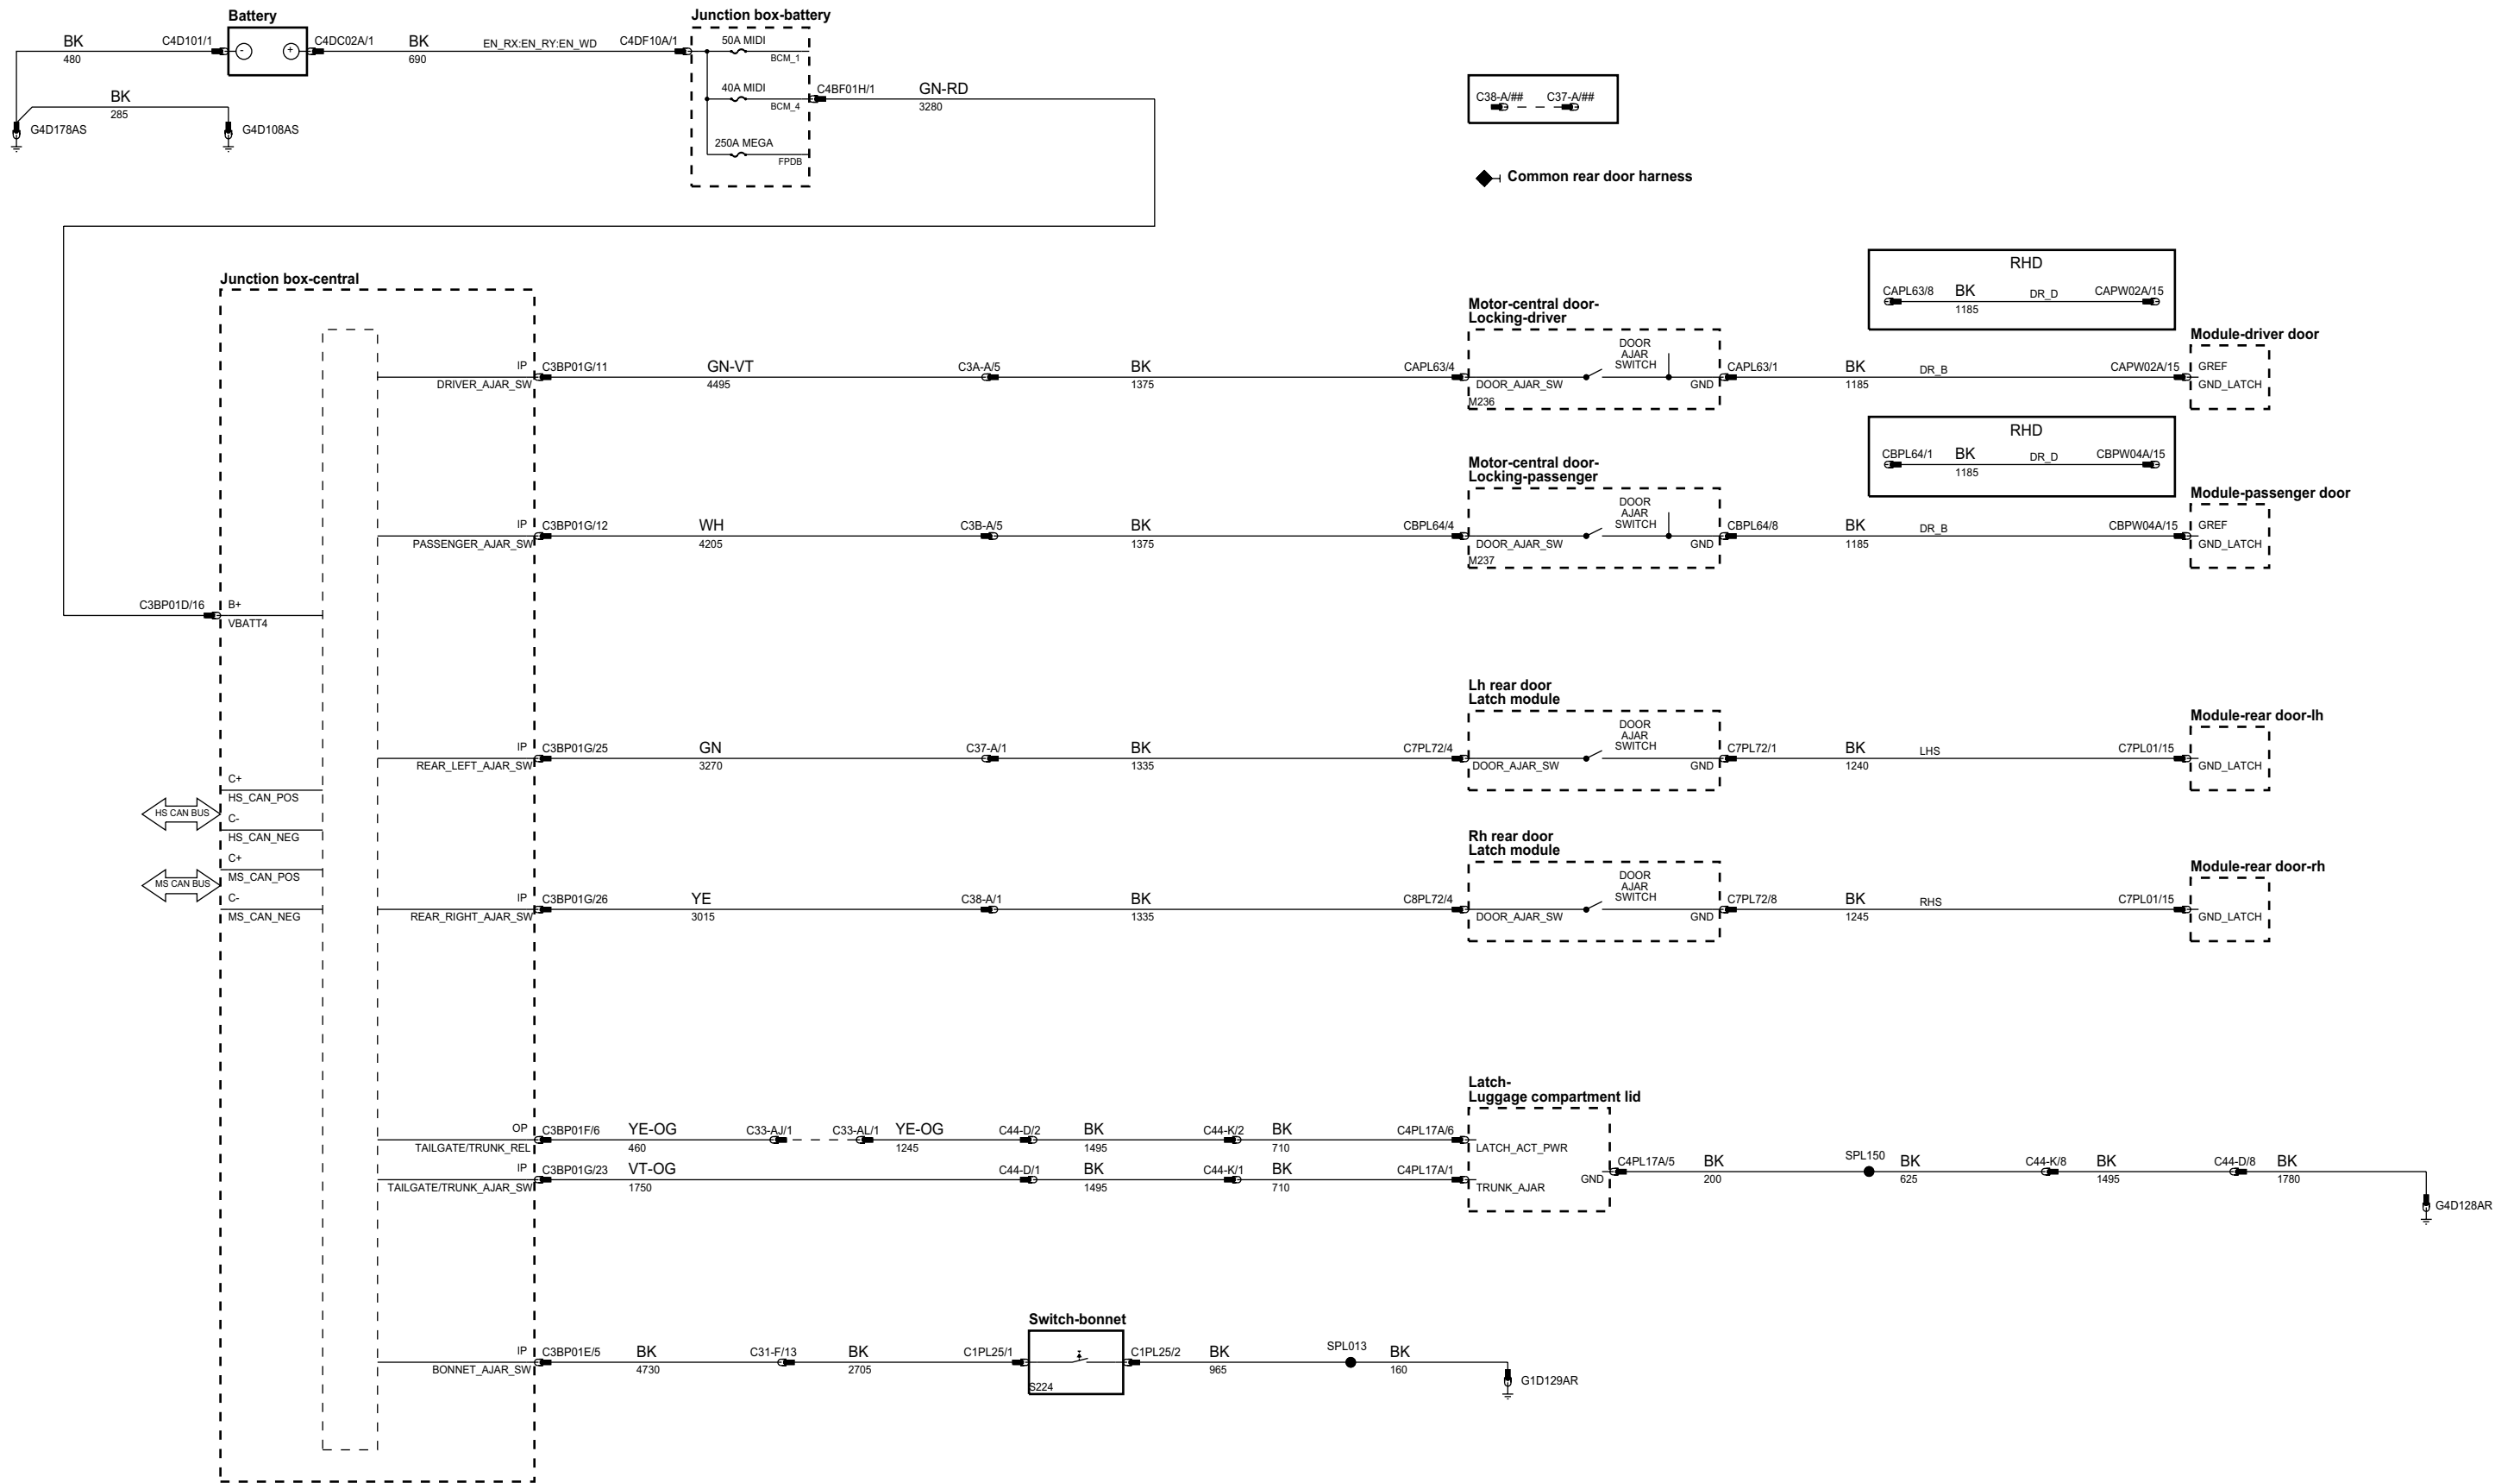 Battery
Junction box-battery
BK
480
C4D101/1
-
+
C4DC02A/1
BK
690
EN_RX:EN_RY:EN_WD
C4DF10A/1
50A MIDI
BCM_1
40A MIDI
BCM_4
C4BF01H/1
GN-RD
3280
250A MEGA
FPDB
BK
285
G4D178AS
G4D108AS
C38-A/##
C37-A/##
Common rear door harness
Junction box-central
RHD
CAPL63/8
BK
1185
DR_D
CAPW02A/15
Motor-central door-
Locking-driver
Module-driver door
IP
DRIVER_AJAR_SW
C3BP01G/11
GN-VT
4495
C3A-A/5
BK
1375
CAPL63/4
DOOR_AJAR_SW
DOOR
AJAR
SWITCH
GND
M236
CAPL63/1
BK
1185
DR_B
CAPW02A/15
GREF
GND_LATCH
RHD
CBPL64/1
BK
1185
DR_D
CBPW04A/15
Motor-central door-
Locking-passenger
Module-passenger door
IP
PASSENGER_AJAR_SW
C3BP01G/12
WH
4205
C3B-A/5
BK
1375
CBPL64/4
DOOR_AJAR_SW
DOOR
AJAR
SWITCH
GND
M237
CBPL64/8
BK
1185
DR_B
CBPW04A/15
GREF
GND_LATCH
C3BP01D/16
B+
VBATT4
Lh rear door
Latch module
Module-rear door-lh
IP
REAR_LEFT_AJAR_SW
C3BP01G/25
GN
3270
C37-A/1
BK
1335
C7PL72/4
DOOR_AJAR_SW
DOOR
AJAR
SWITCH
GND
C7PL72/1
BK
1240
LHS
C7PL01/15
GND_LATCH
C+
HS_CAN_POS
HS CAN BUS
C-
HS_CAN_NEG
C+
MS_CAN_POS
MS CAN BUS
C-
MS_CAN_NEG
Rh rear door
Latch module
Module-rear door-rh
IP
REAR_RIGHT_AJAR_SW
C3BP01G/26
YE
3015
C38-A/1
BK
1335
C8PL72/4
DOOR_AJAR_SW
DOOR
AJAR
SWITCH
GND
C7PL72/8
BK
1245
RHS
C7PL01/15
GND_LATCH
Latch-
Luggage compartment lid
OP
TAILGATE/TRUNK_REL
C3BP01F/6
YE-OG
460
C33-AJ/1
C33-AL/1
YE-OG
1245
C44-D/2
BK
1495
C44-K/2
BK
710
C4PL17A/6
LATCH_ACT_PWR
IP
TAILGATE/TRUNK_AJAR_SW
C3BP01G/23
VT-OG
1750
C44-D/1
BK
1495
C44-K/1
BK
710
C4PL17A/1
TRUNK_AJAR
GND
C4PL17A/5
BK
200
SPL150
BK
625
C44-K/8
BK
1495
C44-D/8
BK
1780
G4D128AR
Switch-bonnet
IP
BONNET_AJAR_SW
C3BP01E/5
BK
4730
C31-F/13
BK
2705
C1PL25/1
S224
C1PL25/2
BK
965
SPL013
BK
160
G1D129AR